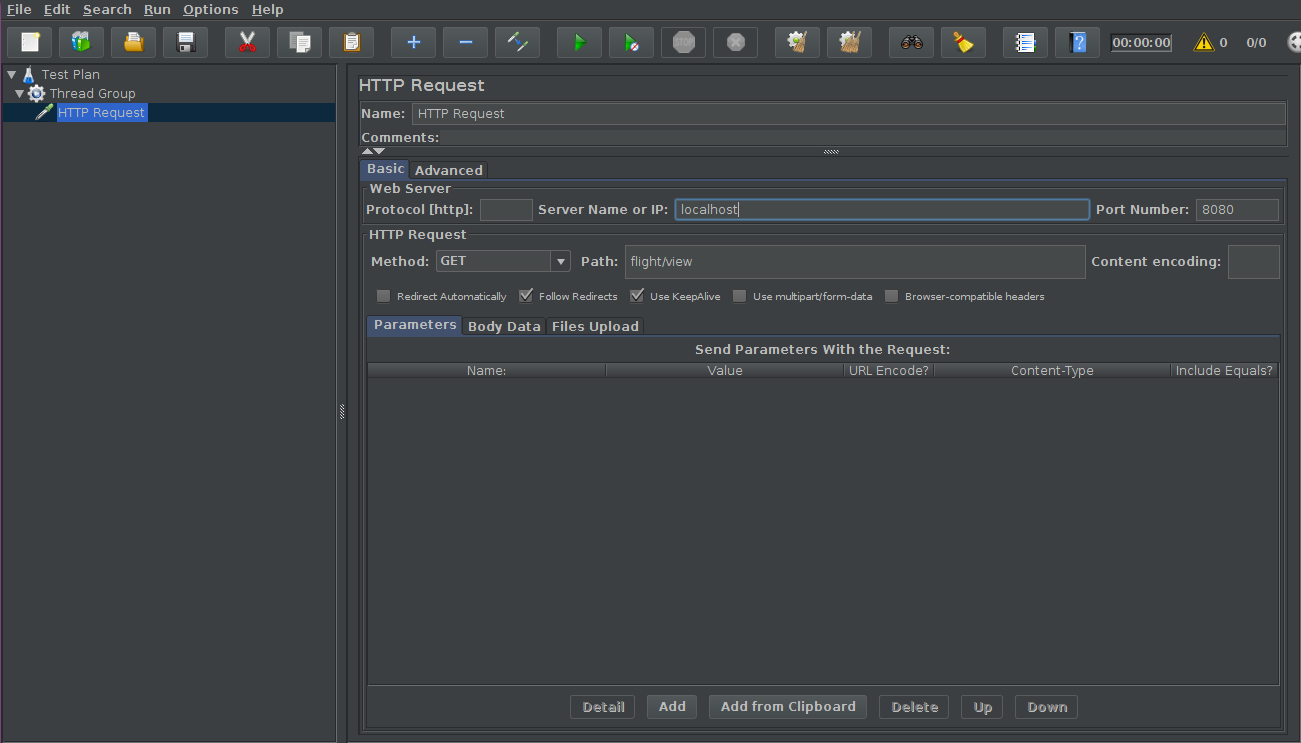 File Edit Search Run Options Help
STOP ? 00:00:00 0 0/0
Test Plan
Thread Group
HTTP Request
HTTP Request
Name: HTTP Request
Comments:
Basic Advanced
Web Server
Protocol [http]: Server Name or IP: localhost Port Number: 8080
HTTP Request
Method: GET Path: flight/view Content encoding:
Redirect Automatically Follow Redirects Use KeepAlive Use multipart/form-data Browser-compatible headers
Parameters Body Data Files Upload
Send Parameters With the Request:
Name: Value URL Encode? Content-Type Include Equals?
Detail Add Add from Clipboard Delete Up Down